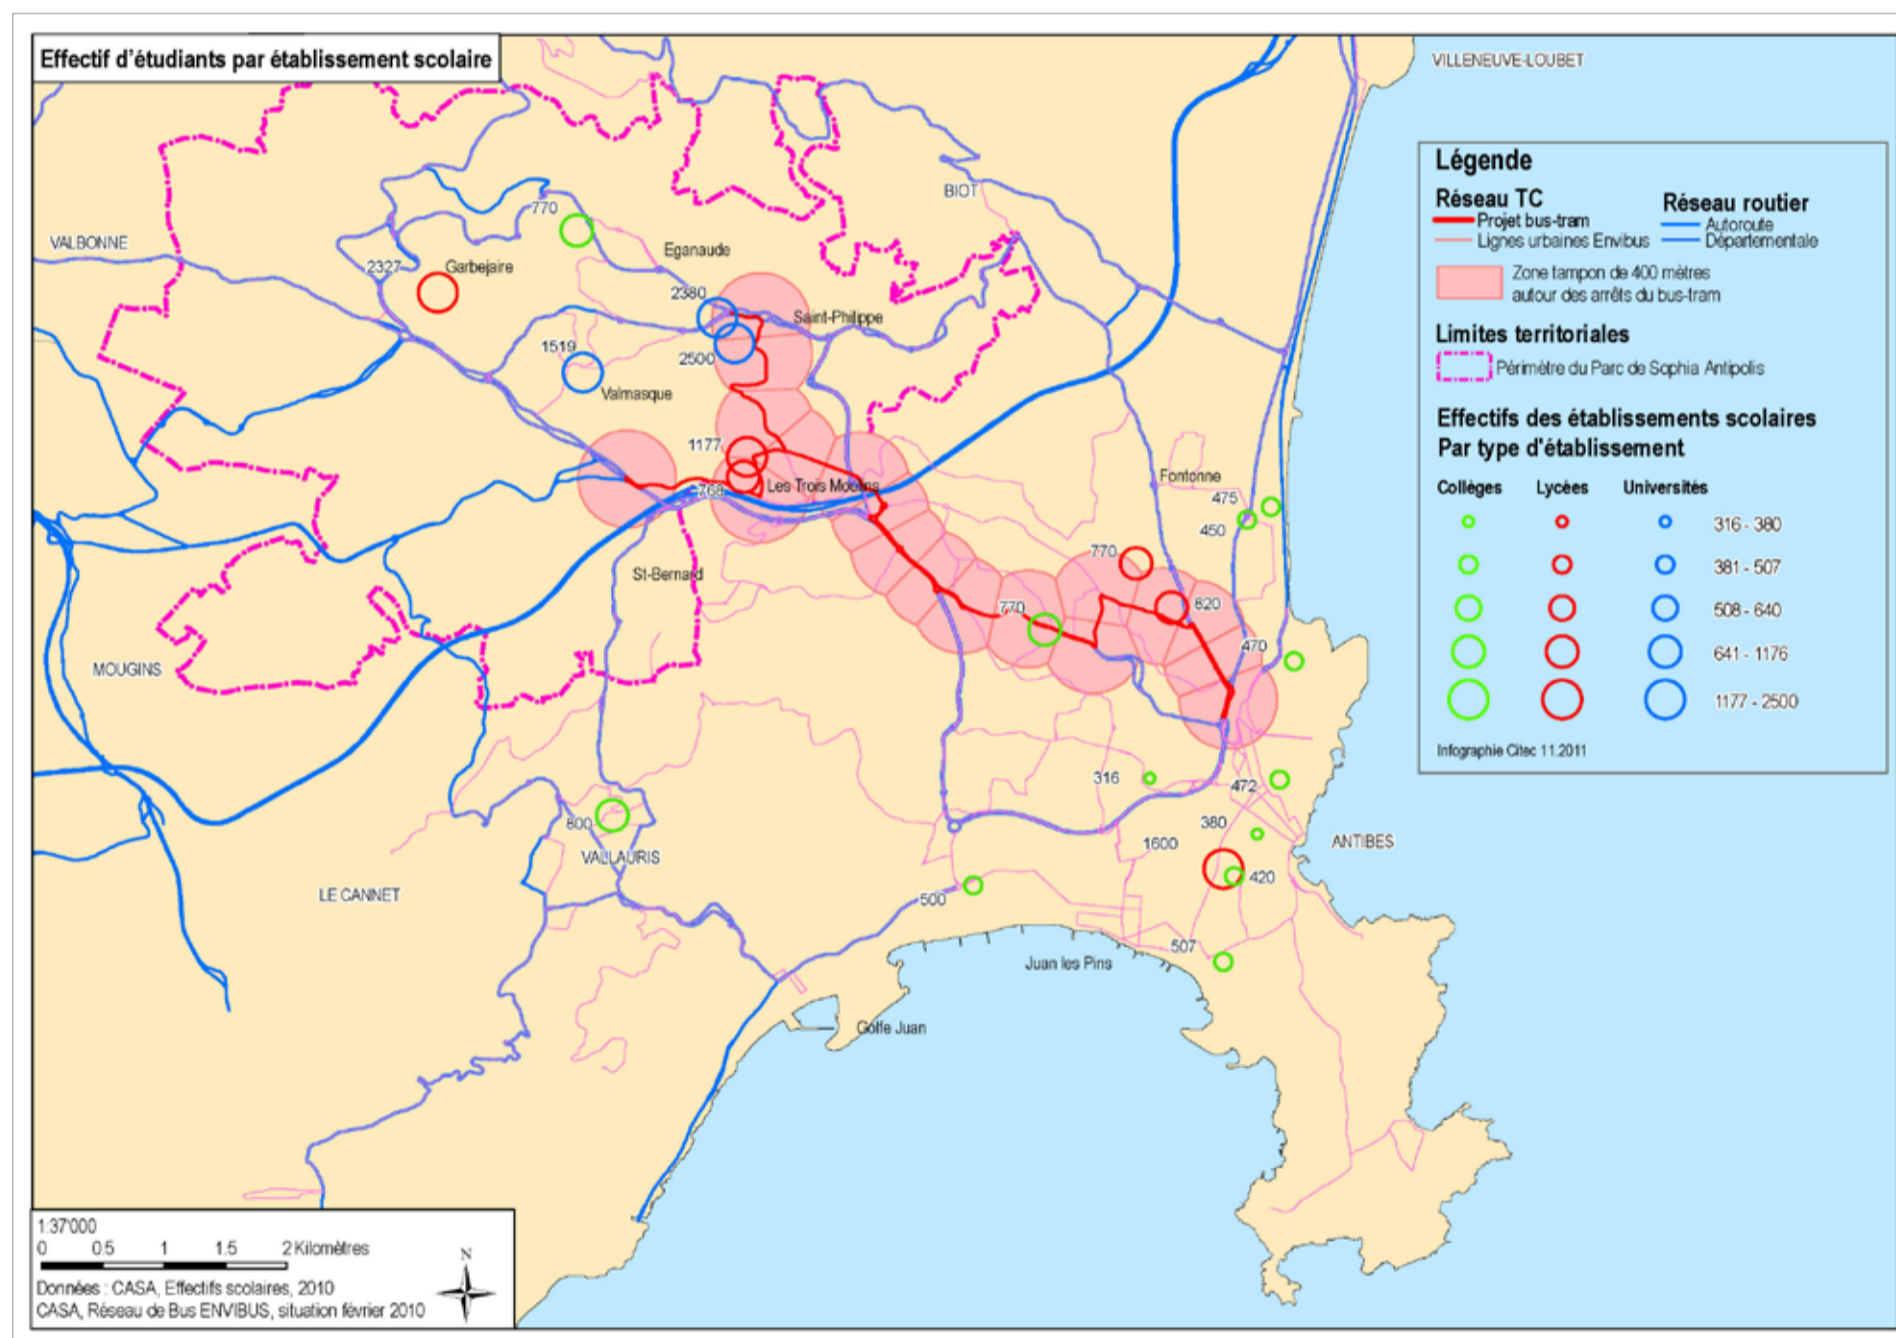 Effectif d'étudiants par établissement scolaire
VILLENEUVE-LOUBET
Légende
Réseau TC
Projet bus-tram
Lignes urbaines Envibus
Réseau routier
Autoroute
Départementale
Zone tampon de 400 mètres
autour des arrêts du bus-tram
Limites territoriales
Périmètre du Parc de Sophia Antipolis
Effectifs des établissements scolaires
Par type d'établissement
Collèges Lycées Universités
316 - 380
381 - 507
508 - 640
641 - 1176
1177 - 2500
Infographie Citec 11.2011
BIOT
770
VALBONNE
Eganaude
2327
Garbejaire
2380
Saint-Philippe
1519
2500
Valmasque
1177
Les Trois Moulins
768
Fontonne
475
450
770
St-Bernard
770
820
470
MOUGINS
316
472
800
380
1600
ANTIBES
VALLAURIS
420
LE CANNET
500
507
Juan les Pins
Golfe Juan
1:37'000
0 0.5 1 1.5 2 Kilomètres
N
Données : CASA, Effectifs scolaires, 2010
CASA, Réseau de Bus ENVIBUS, situation février 2010